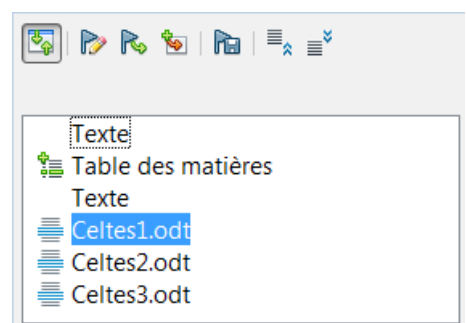 Texte
Table des matières
Texte
Celtes1.odt
Celtes2.odt
Celtes3.odt